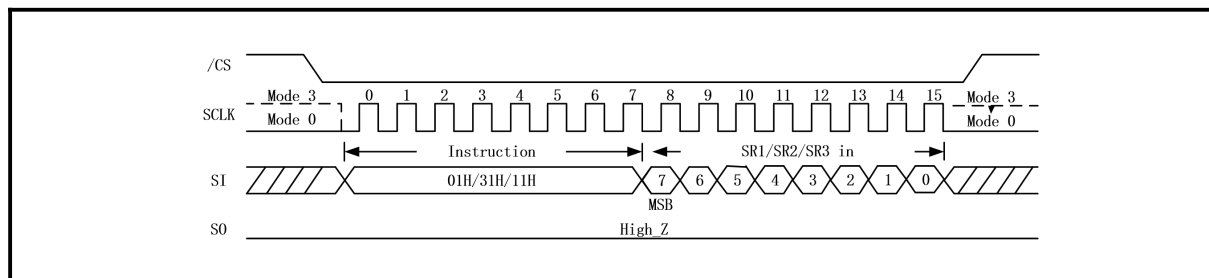 /CS
Mode 3 0 1 2 3 4 5 6 7 8 9 10 11 12 13 14 15 Mode 3
SCLK
Mode 0 Mode 0
Instruction SR1/SR2/SR3 in
SI 01H/31H/11H 7 6 5 4 3 2 1 0
MSB
SO High_Z